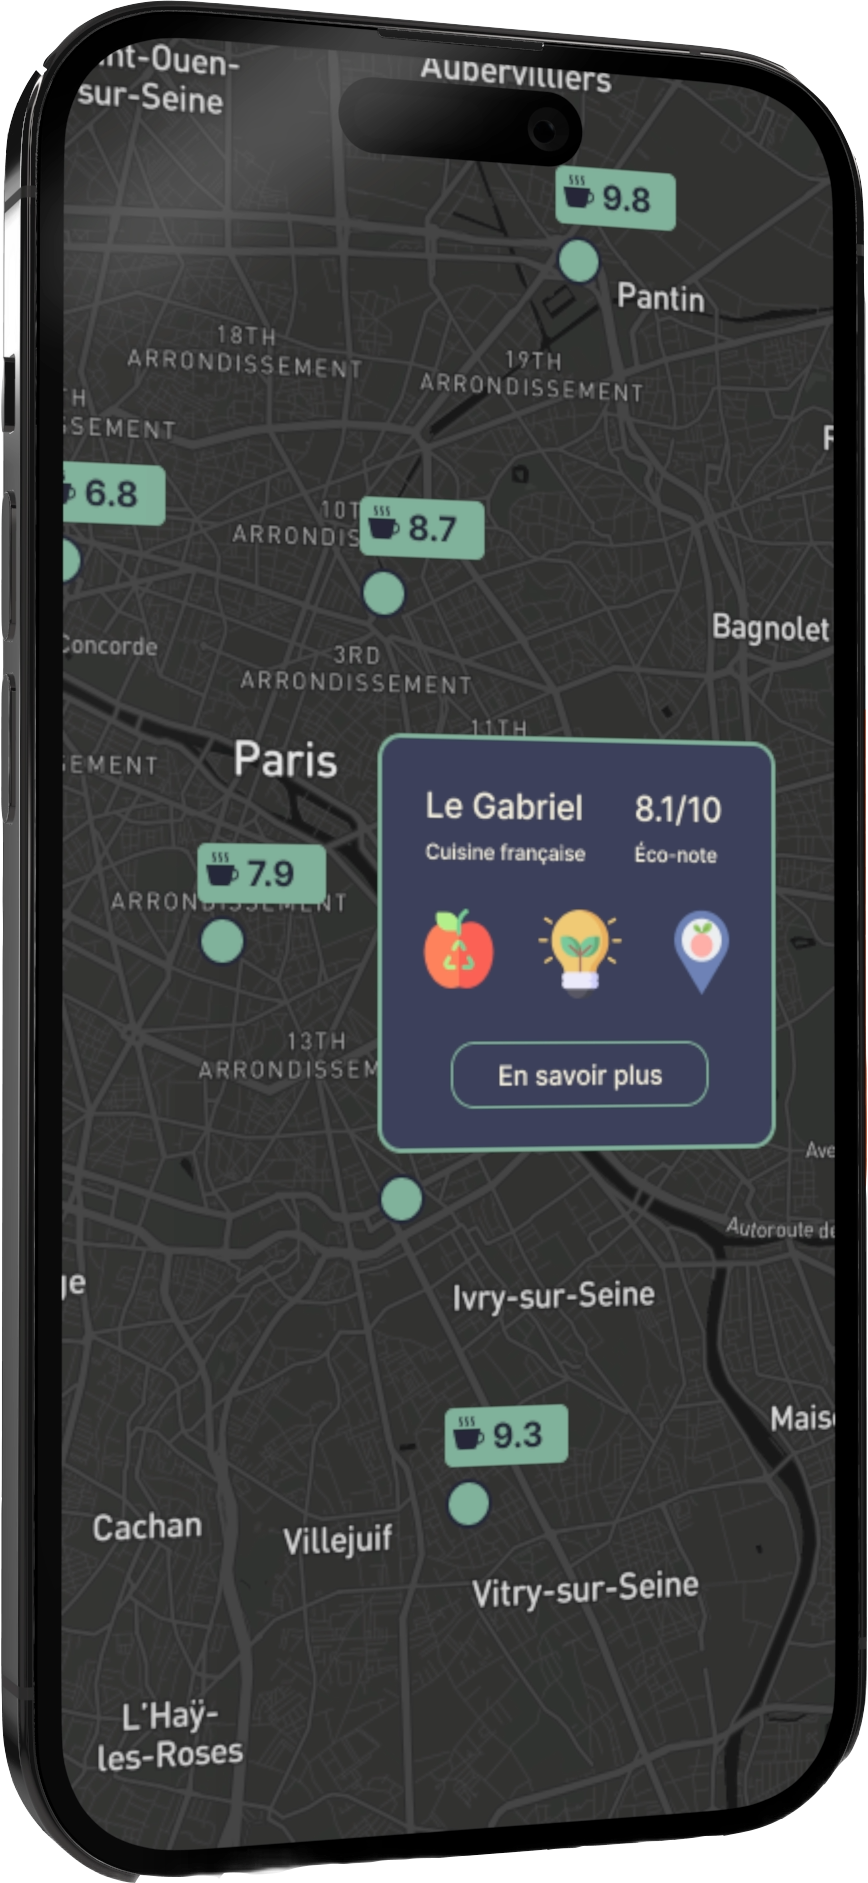 nt-Ouen-
sur-Seine
Aubervilliers
9.8
Pantin
18TH
ARRONDISSEMENT
19TH
ARRONDISSEMENT
TH
SSEMENT
R
6.8
10T
ARRONDIS
8.7
Concorde
3RD
ARRONDISSEMENT
Bagnolet
11TH
SEMENT
Paris
Le Gabriel 8.1/10
Cuisine française Éco-note
7.9
ARRONDISSEMENT
13TH
ARRONDISSEM
En savoir plus
Ave
Autoroute de
ge
Ivry-sur-Seine
9.3
Mais
Cachan
Villejuif
Vitry-sur-Seine
L'Haÿ-
les-Roses